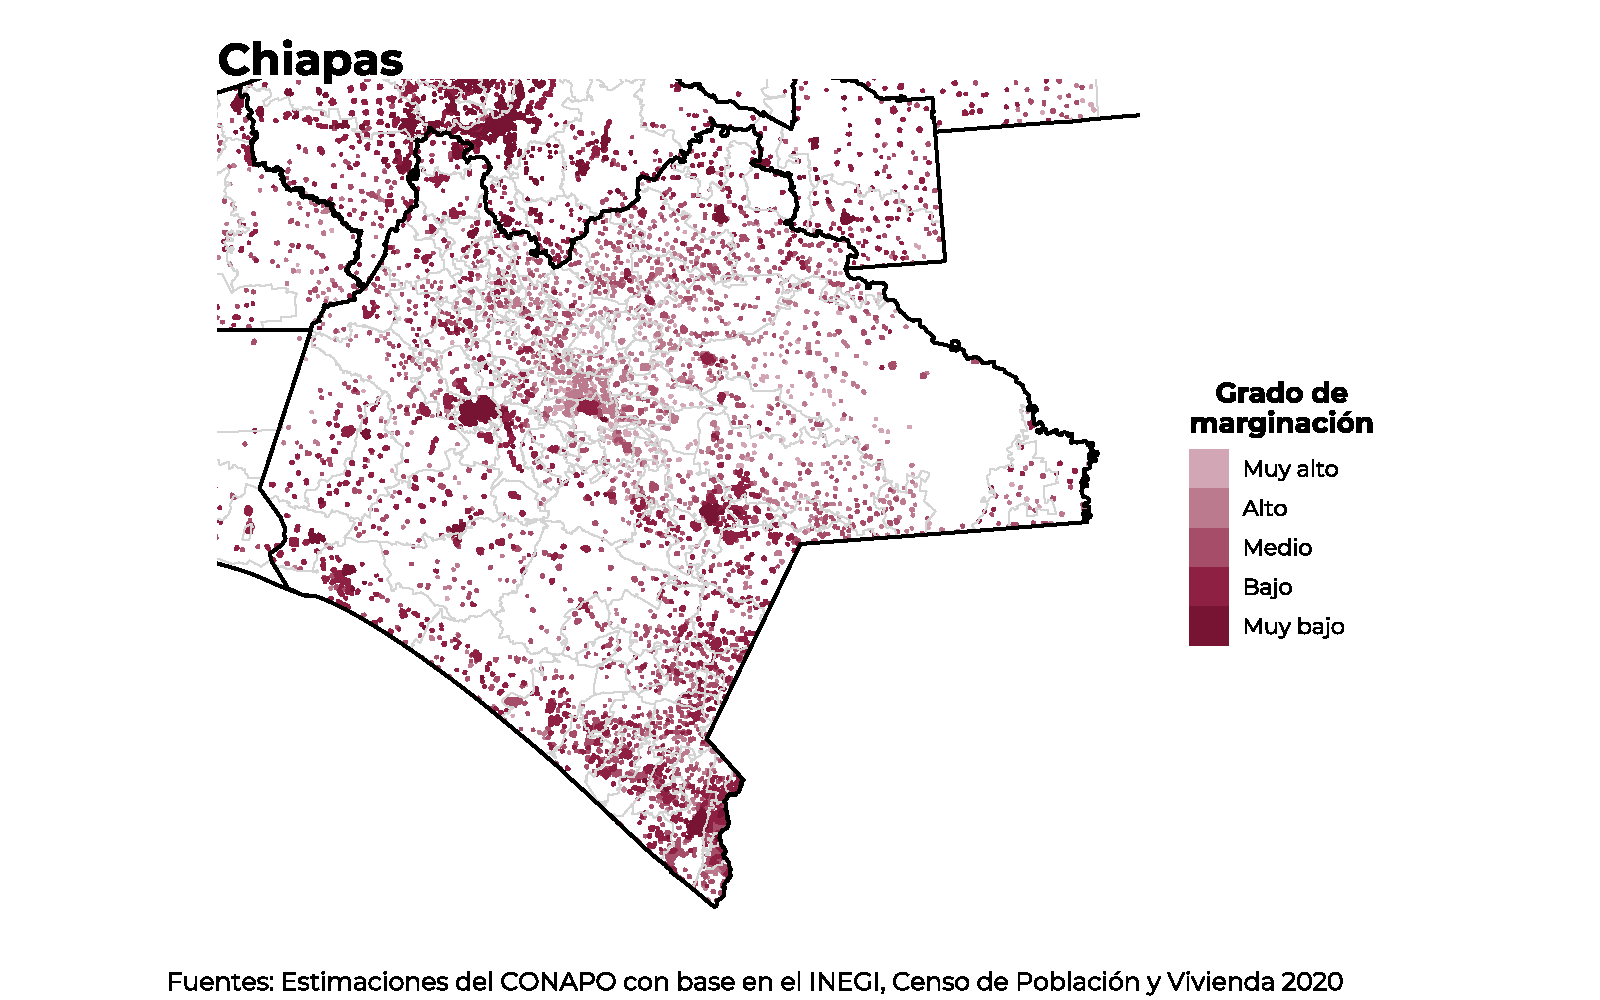 Chiapas
Grado de
marginación
Muy alto
Alto
Medio
Bajo
Muy bajo
Fuentes: Estimaciones del CONAPO con base en el INEGI, Censo de Población y Vivienda 2020